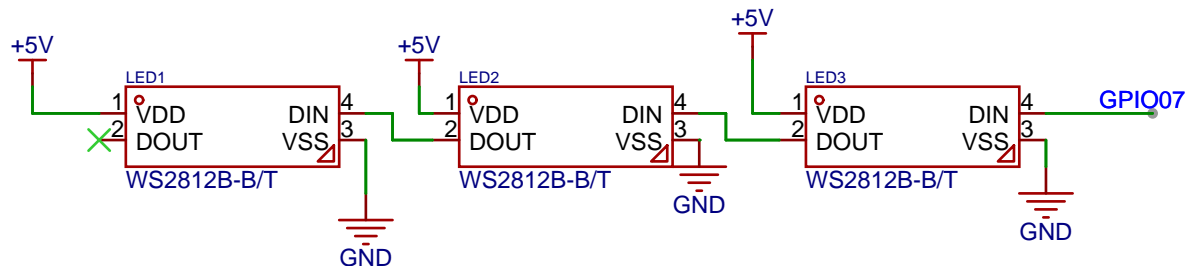 +5V
LED1
1 VDD DIN 4
2 DOUT VSS 3
WS2812B-B/T
GND
+5V
LED2
1 VDD DIN 4
2 DOUT VSS 3
WS2812B-B/T
GND
+5V
LED3
1 VDD DIN 4
2 DOUT VSS 3
WS2812B-B/T
GND
GPIO07